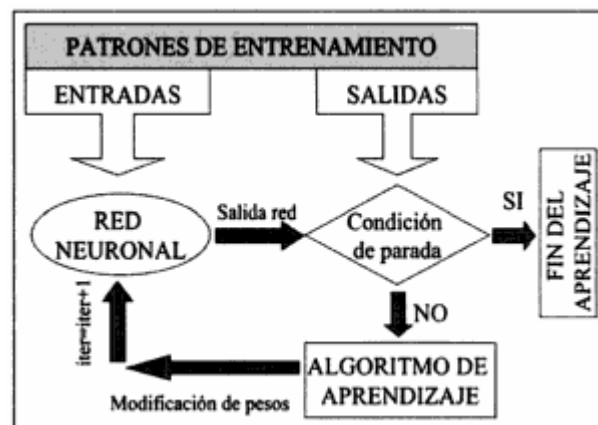 PATRONES DE ENTRENAMIENTO
ENTRADAS
SALIDAS
RED
NEURONAL
Salida red
Condición
de parada
SI
FIN DEL
APRENDIZAJE
NO
iter=iter+1
ALGORITMO DE
APRENDIZAJE
Modificación de pesos